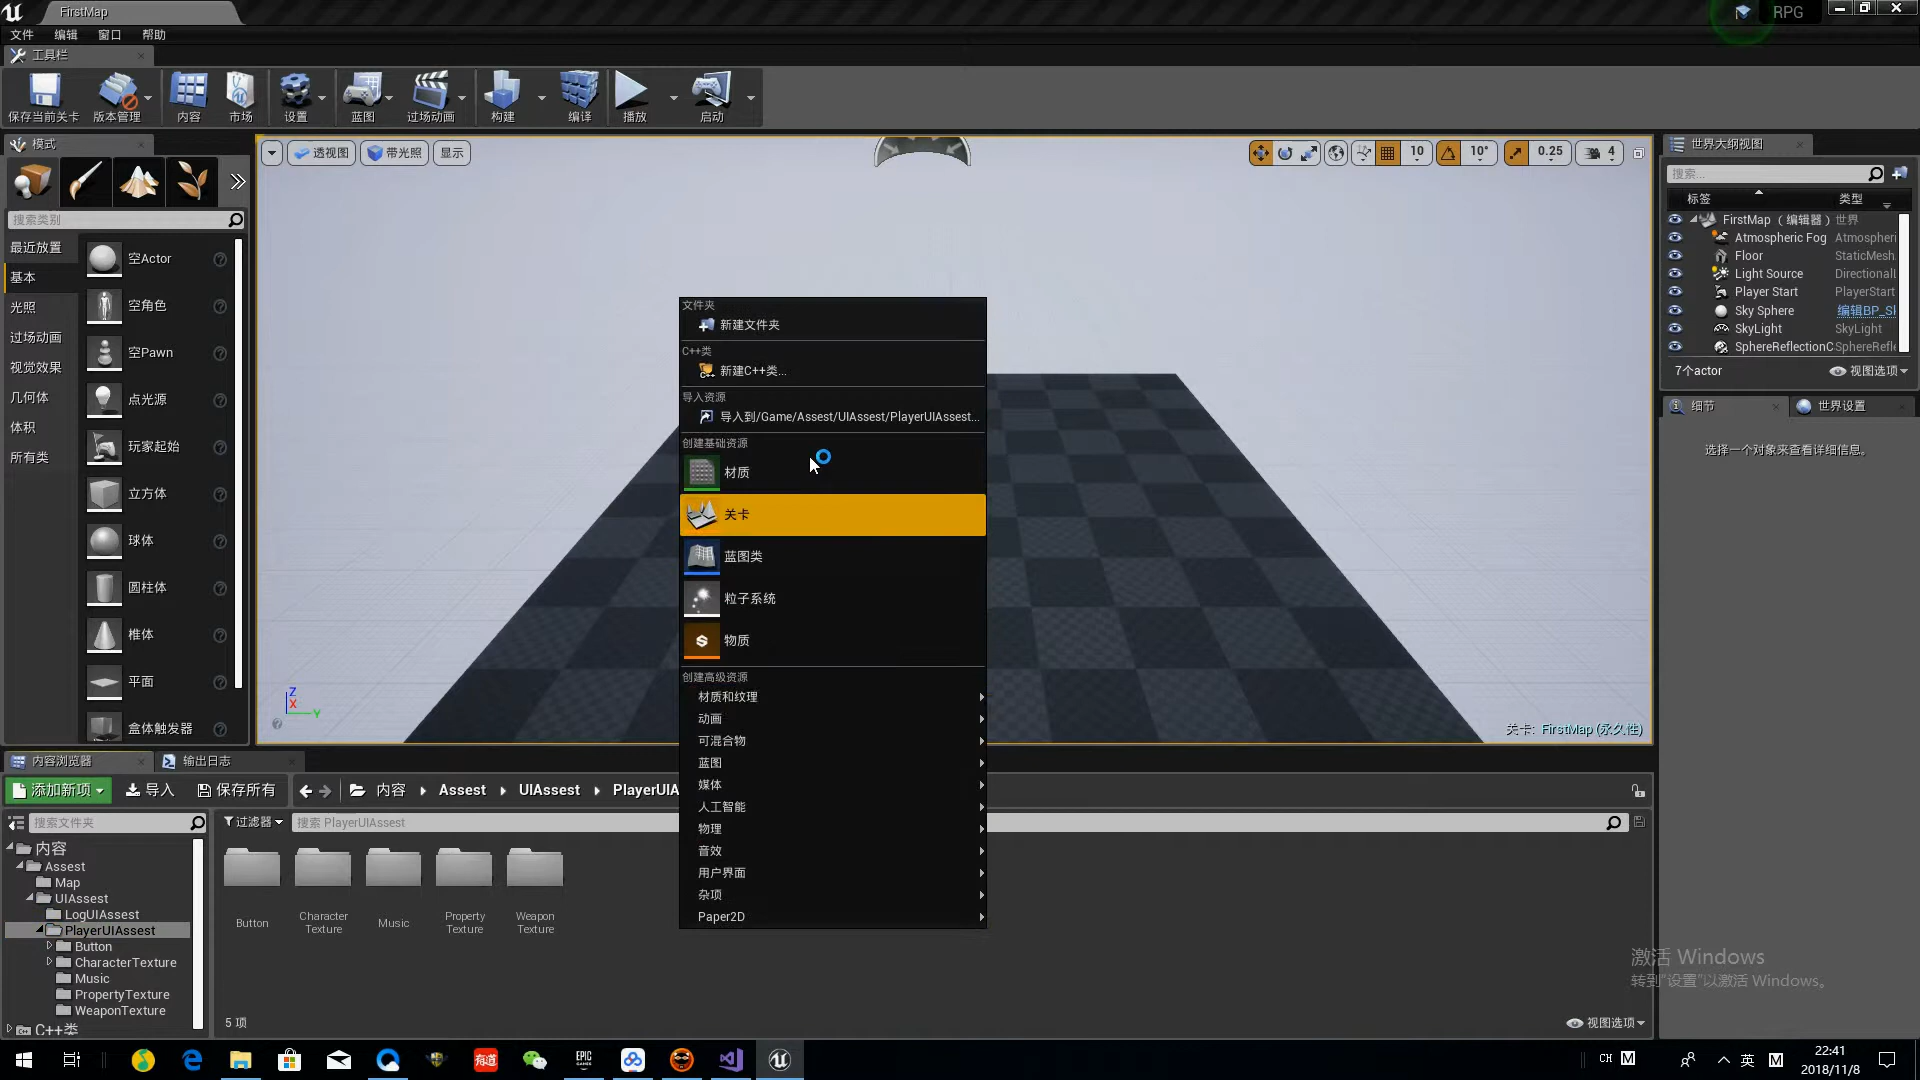 FirstMap
RPG
文件 编辑 窗口 帮助
工具栏
保存当前关卡 版本管理 内容 市场 设置 蓝图 过场动画 构建 编译 播放 启动
模式
搜索类别
最近放置
基本
光照
过场动画
视觉效果
几何体
体积
所有类
空Actor
空角色
空Pawn
点光源
玩家起始
立方体
球体
圆柱体
椎体
平面
盒体触发器
透视图 带光照 显示
10 10° 0.25 4
Z
X
Y
关卡: FirstMap (永久性)
文件夹
新建文件夹
C++类
新建C++类...
导入资源
导入到/Game/Assest/UIAssest/PlayerUIAssest...
创建基础资源
材质
关卡
蓝图类
粒子系统
物质
创建高级资源
材质和纹理
动画
可混合物
蓝图
媒体
人工智能
物理
音效
用户界面
杂项
Paper2D
世界大纲视图
搜索...
标签 类型
FirstMap（编辑器） 世界
Atmospheric Fog Atmospheri
Floor StaticMesh
Light Source Directionall
Player Start PlayerStart
Sky Sphere 编辑BP_Sk
SkyLight SkyLight
SphereReflectionC SphereRefle
7个actor 视图选项
细节 世界设置
选择一个对象来查看详细信息。
内容浏览器 输出日志
添加新项 导入 保存所有 内容 Assest UIAssest PlayerUIA
搜索文件夹
过滤器 搜索 PlayerUIAssest
内容
Assest
Map
UIAssest
LogUIAssest
PlayerUIAssest
Button
CharacterTexture
Music
PropertyTexture
WeaponTexture
C++类
Button
Character
Texture
Music
Property
Texture
Weapon
Texture
5 项 视图选项
激活 Windows
转到"设置"以激活 Windows。
有道
EPIC
GAMES
CH M
英 M
22:41
2018/11/8